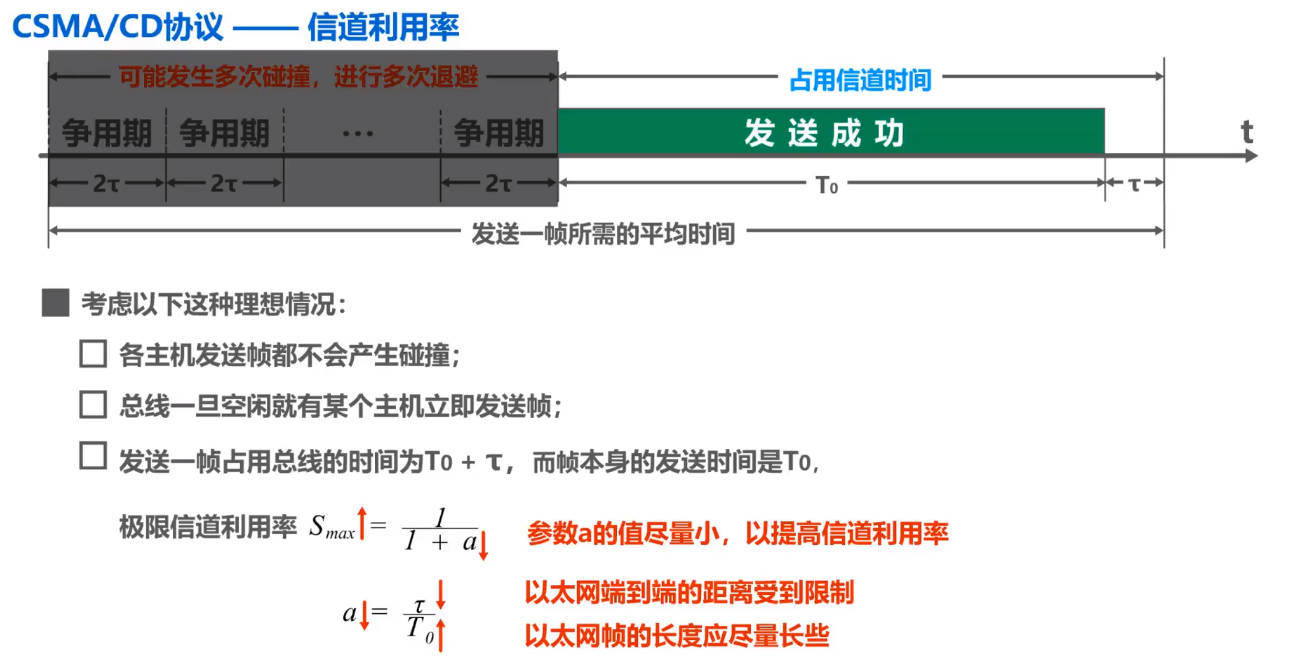 CSMA/CD协议 —— 信道利用率
可能发生多次碰撞，进行多次退避
占用信道时间
争用期 争用期 … 争用期 发送成功 t
2τ 2τ 2τ T0 τ
发送一帧所需的平均时间
考虑以下这种理想情况：
各主机发送帧都不会产生碰撞；
总线一旦空闲就有某个主机立即发送帧；
发送一帧占用总线的时间为T0 + τ，而帧本身的发送时间是T0，
极限信道利用率 Smax↑= 1 / 1 + a↓ 参数a的值尽量小，以提高信道利用率
a↓= τ↓ / T0↑
以太网端到端的距离受到限制
以太网帧的长度应尽量长些